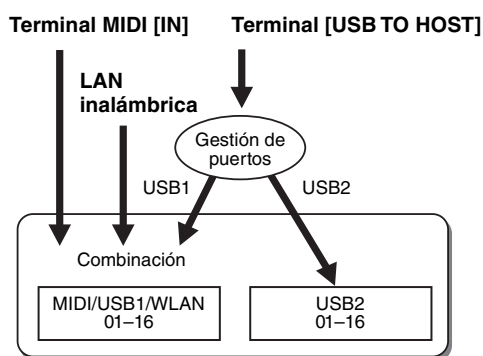 Terminal MIDI [IN]
Terminal [USB TO HOST]
LAN
inalámbrica
Gestión de
puertos
USB1
USB2
Combinación
MIDI/USB1/WLAN
01–16
USB2
01–16